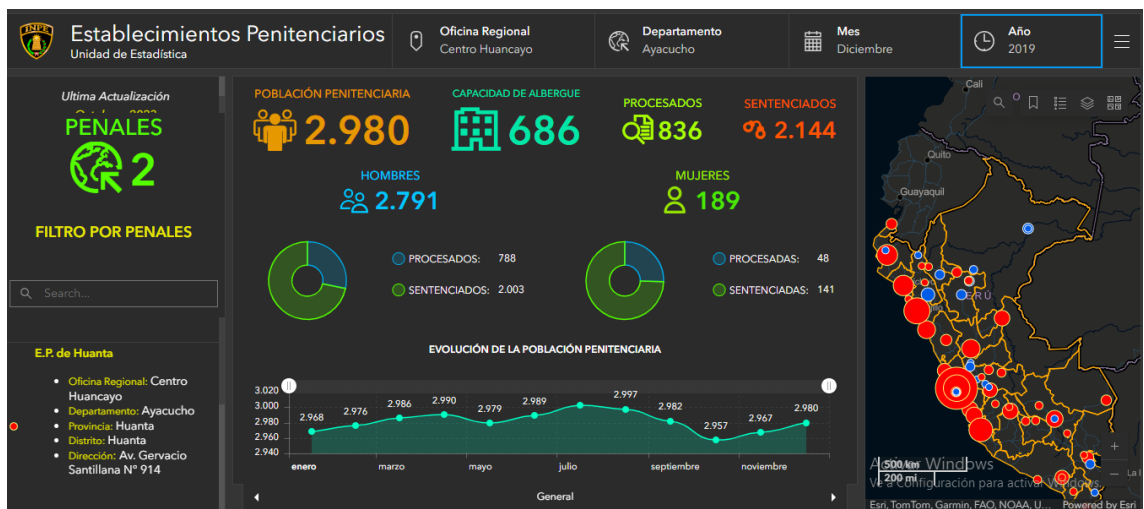 INPE
Establecimientos Penitenciarios
Unidad de Estadística
Oficina Regional
Centro Huancayo
Departamento
Ayacucho
Mes
Diciembre
Año
2019
Ultima Actualización
PENALES
2
FILTRO POR PENALES
Search...
E.P. de Huanta
Oficina Regional: Centro
Huancayo
Departamento: Ayacucho
Provincia: Huanta
Distrito: Huanta
Dirección: Av. Gervacio
Santillana N° 914
POBLACIÓN PENITENCIARIA
2.980
CAPACIDAD DE ALBERGUE
686
PROCESADOS
836
SENTENCIADOS
2.144
HOMBRES
2.791
MUJERES
189
PROCESADOS: 788
SENTENCIADOS: 2.003
PROCESADAS: 48
SENTENCIADAS: 141
EVOLUCIÓN DE LA POBLACIÓN PENITENCIARIA
3.020
3.000
2.980
2.960
2.940
2.968
2.976
2.986
2.990
2.979
2.989
2.997
2.982
2.957
2.967
2.980
enero
marzo
mayo
julio
septiembre
noviembre
General
Cali
Quito
Guayaquil
PERÚ
Activar Windows
Ve a Configuración para activar Windows.
500 km
200 mi
La
Esri, TomTom, Garmin, FAO, NOAA, U...
Powered by Esri